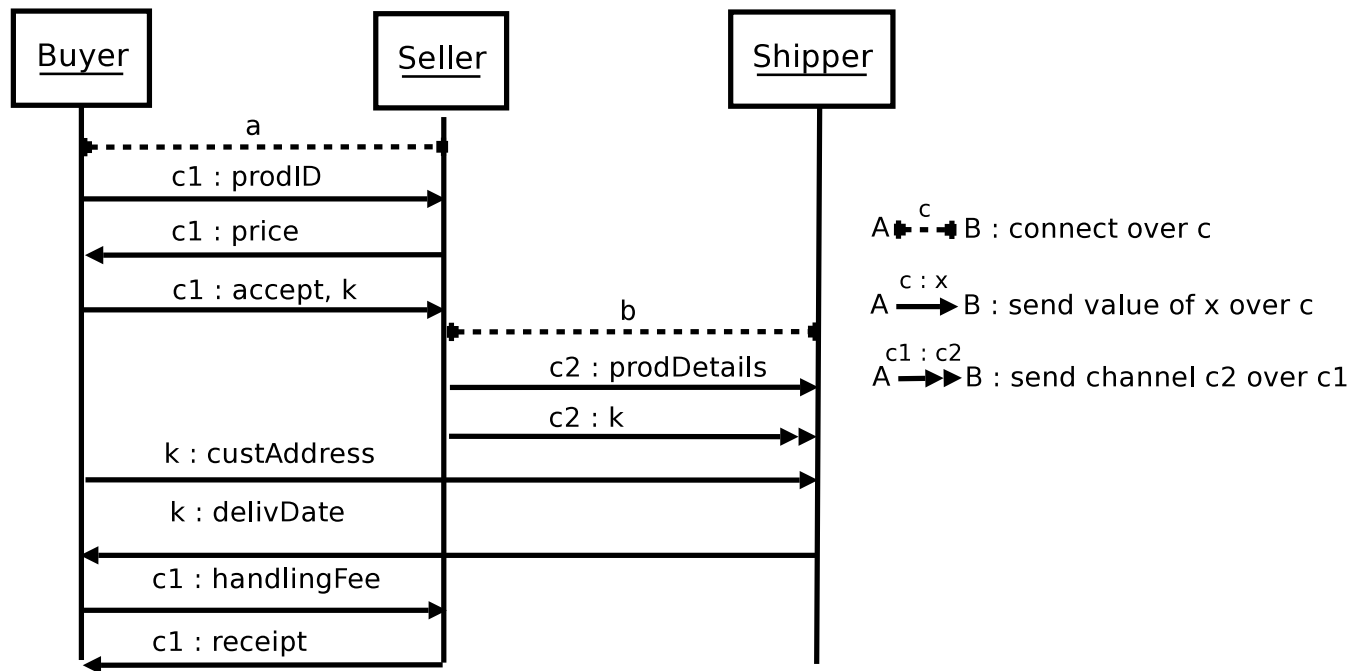 Buyer
Seller
Shipper
a
c1 : prodID
c1 : price
c1 : accept, k
b
c2 : prodDetails
c2 : k
k : custAddress
k : delivDate
c1 : handlingFee
c1 : receipt
c
A B : connect over c
c : x
A B : send value of x over c
c1 : c2
A B : send channel c2 over c1